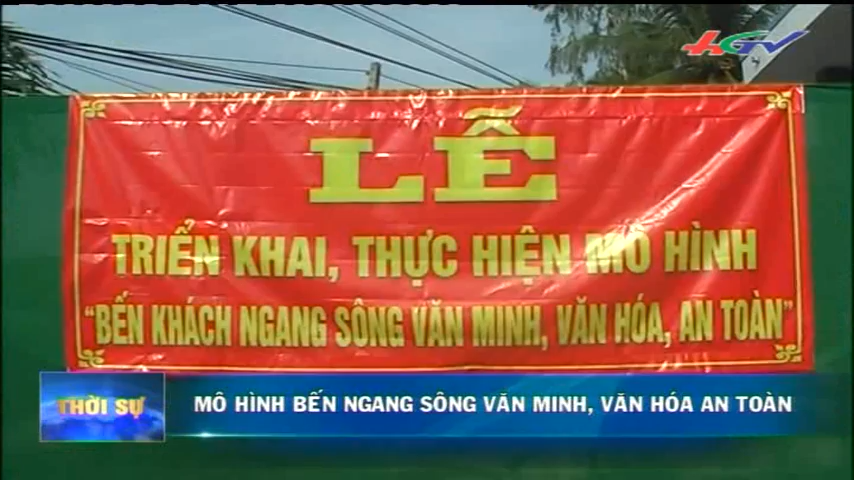 HGTV
LỄ
TRIỂN KHAI, THỰC HIỆN MÔ HÌNH
"BẾN KHÁCH NGANG SÔNG VĂN MINH, VĂN HÓA, AN TOÀN"
THỜI SỰ
MÔ HÌNH BẾN NGANG SÔNG VĂN MINH, VĂN HÓA AN TOÀN